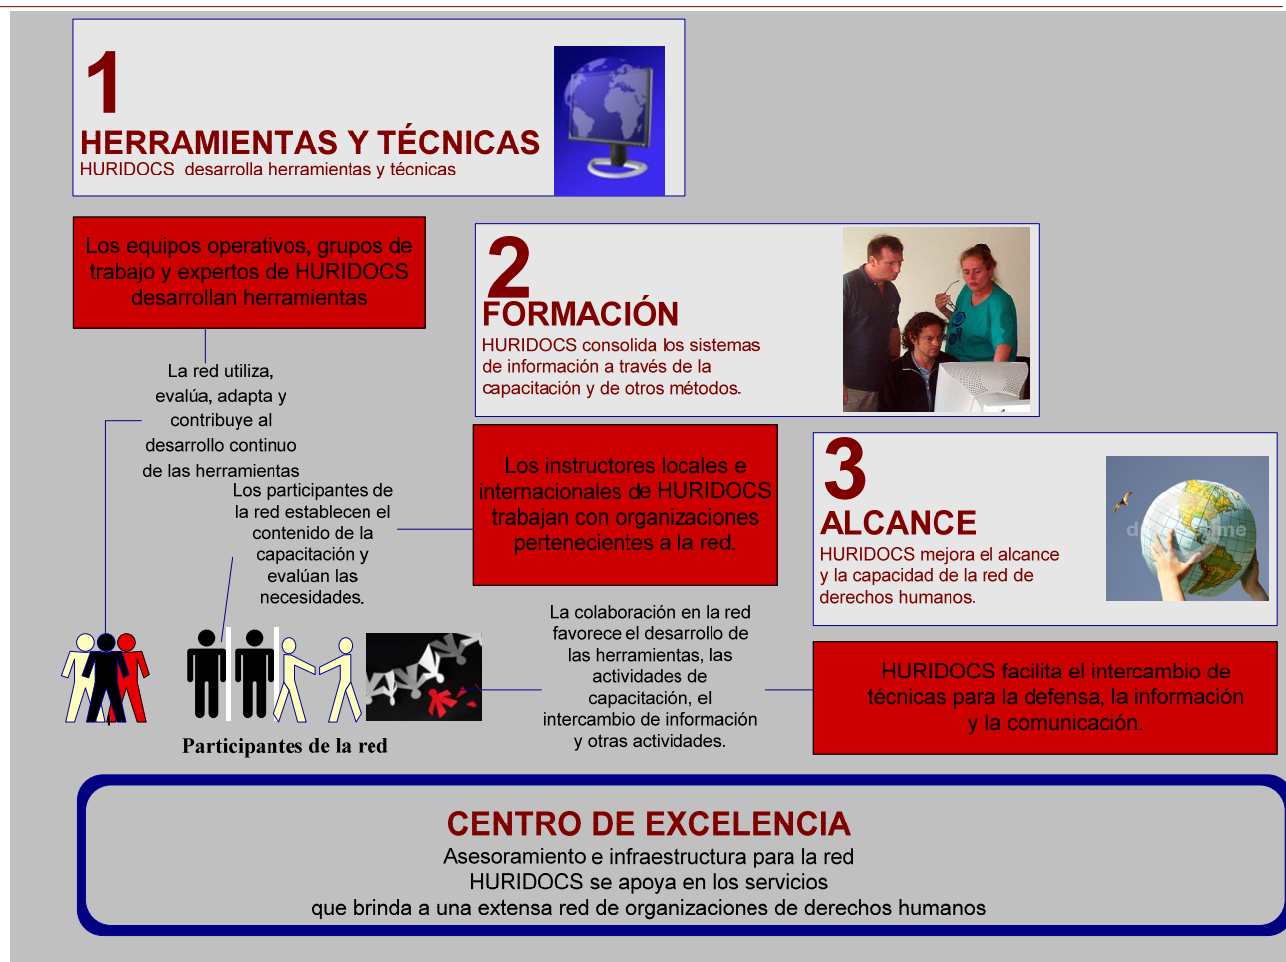 1
HERRAMIENTAS Y TÉCNICAS
HURIDOCS desarrolla herramientas y técnicas
Los equipos operativos, grupos de
trabajo y expertos de HURIDOCS
desarrollan herramientas
La red utiliza,
evalúa, adapta y
contribuye al
desarrollo continuo
de las herramientas
2
FORMACIÓN
HURIDOCS consolida los sistemas
de información a través de la
capacitación y de otros métodos.
Los instructores locales e
internacionales de HURIDOCS
trabajan con organizaciones
pertenecientes a la red.
Los participantes de
la red establecen el
contenido de la
capacitación y
evalúan las
necesidades.
3
ALCANCE
HURIDOCS mejora el alcance
y la capacidad de la red de
derechos humanos.
HURIDOCS facilita el intercambio de
técnicas para la defensa, la información
y la comunicación.
La colaboración en la red
favorece el desarrollo de
las herramientas, las
actividades de
capacitación, el
intercambio de información
y otras actividades.
Participantes de la red
CENTRO DE EXCELENCIA
Asesoramiento e infraestructura para la red
HURIDOCS se apoya en los servicios
que brinda a una extensa red de organizaciones de derechos humanos